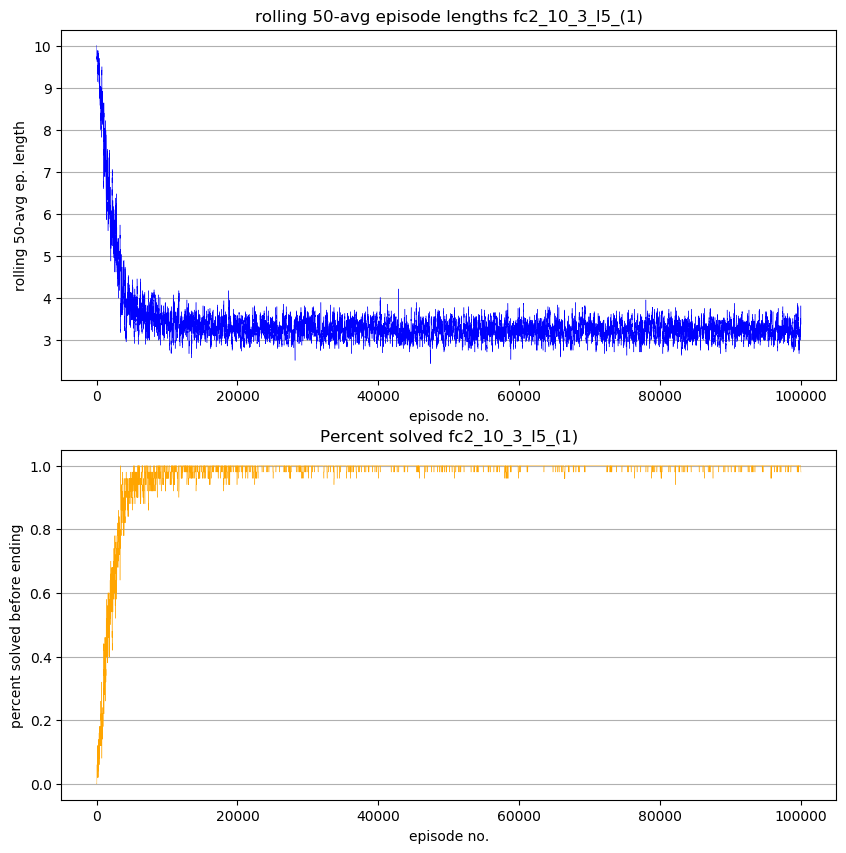 rolling 50-avg episode lengths fc2_10_3_l5_(1)
10
9
8
7
6
5
4
3
rolling 50-avg ep. length
0 20000 40000 60000 80000 100000
episode no.
Percent solved fc2_10_3_l5_(1)
1.0
0.8
0.6
0.4
0.2
0.0
percent solved before ending
0 20000 40000 60000 80000 100000
episode no.